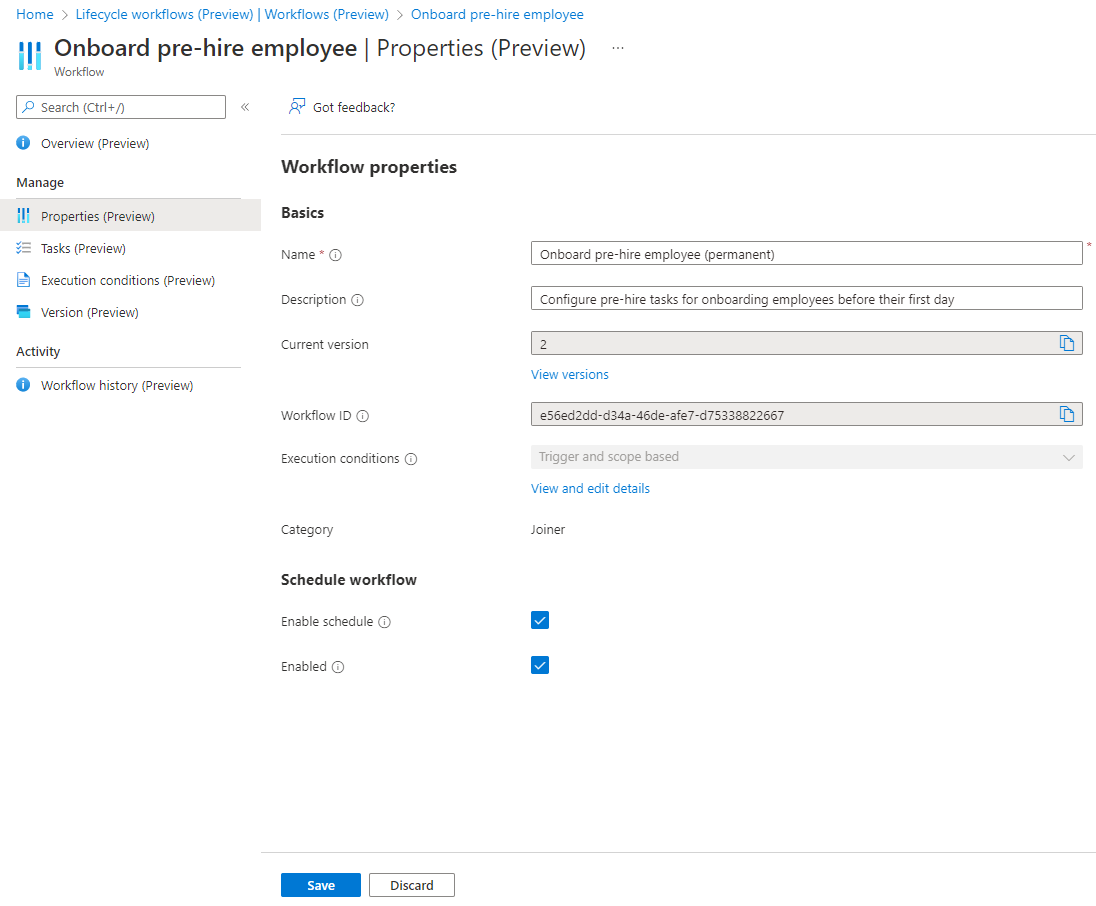 Home > Lifecycle workflows (Preview) | Workflows (Preview) > Onboard pre-hire employee
Onboard pre-hire employee | Properties (Preview) ...
Workflow
Search (Ctrl+/) «
Overview (Preview)
Manage
Properties (Preview)
Tasks (Preview)
Execution conditions (Preview)
Version (Preview)
Activity
Workflow history (Preview)
Got feedback?
Workflow properties
Basics
Name * Onboard pre-hire employee (permanent) *
Description Configure pre-hire tasks for onboarding employees before their first day
Current version 2
View versions
Workflow ID e56ed2dd-d34a-46de-afe7-d75338822667
Execution conditions Trigger and scope based
View and edit details
Category Joiner
Schedule workflow
Enable schedule
Enabled
Save Discard